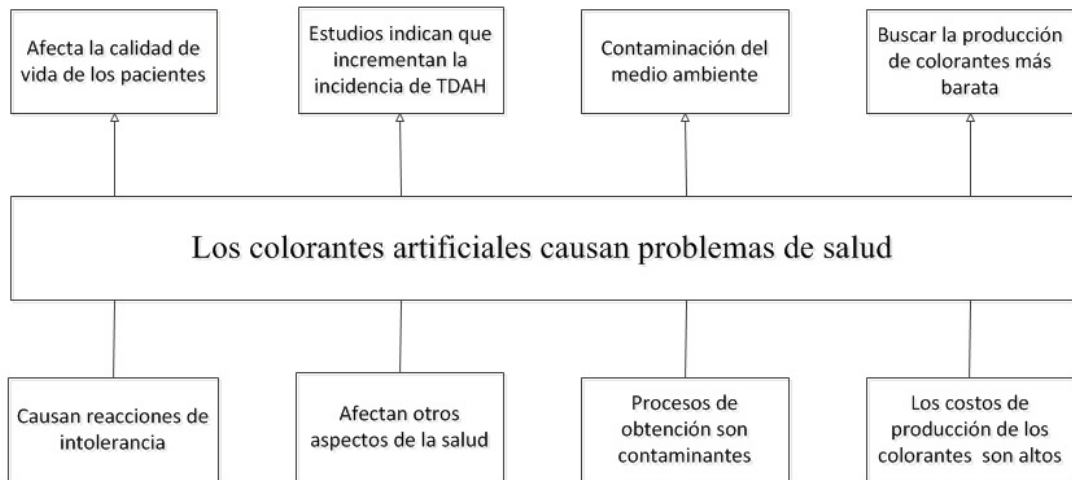 Afecta la calidad de
vida de los pacientes
Estudios indican que
incrementan la
incidencia de TDAH
Contaminación del
medio ambiente
Buscar la producción
de colorantes más
barata
Los colorantes artificiales causan problemas de salud
Causan reacciones de
intolerancia
Afectan otros
aspectos de la salud
Procesos de
obtención son
contaminantes
Los costos de
producción de los
colorantes son altos